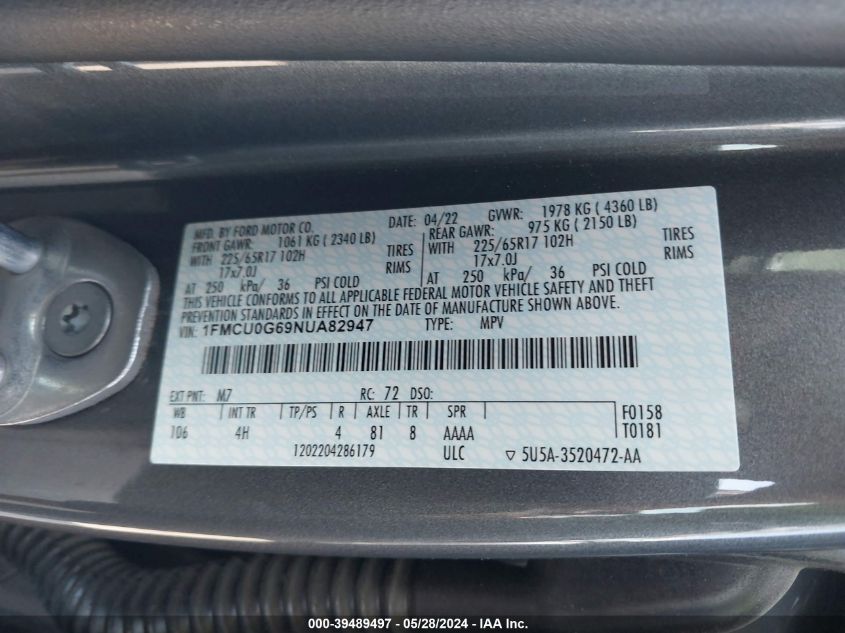 MFD. BY FORD MOTOR CO. DATE: 04/22 GVWR: 1978 KG ( 4360 LB)
FRONT GAWR: 1061 KG ( 2340 LB) REAR GAWR: 975 KG ( 2150 LB)
WITH 225/65R17 102H TIRES WITH 225/65R17 102H TIRES
17x7.0J RIMS 17x7.0J RIMS
AT 250 kPa/ 36 PSI COLD AT 250 kPa/ 36 PSI COLD
THIS VEHICLE CONFORMS TO ALL APPLICABLE FEDERAL MOTOR VEHICLE SAFETY AND THEFT
PREVENTION STANDARDS IN EFFECT ON THE DATE OF MANUFACTURE SHOWN ABOVE.
VIN: 1FMCU0G69NUA82947 TYPE: MPV
EXT PNT: M7 RC: 72 DSO:
WB INT TR TP/PS R AXLE TR SPR F0158
106 4H 4 81 8 AAAA T0181
1202204286179 ULC ▽ 5U5A-3520472-AA
000-39489497 - 05/28/2024 - IAA Inc.